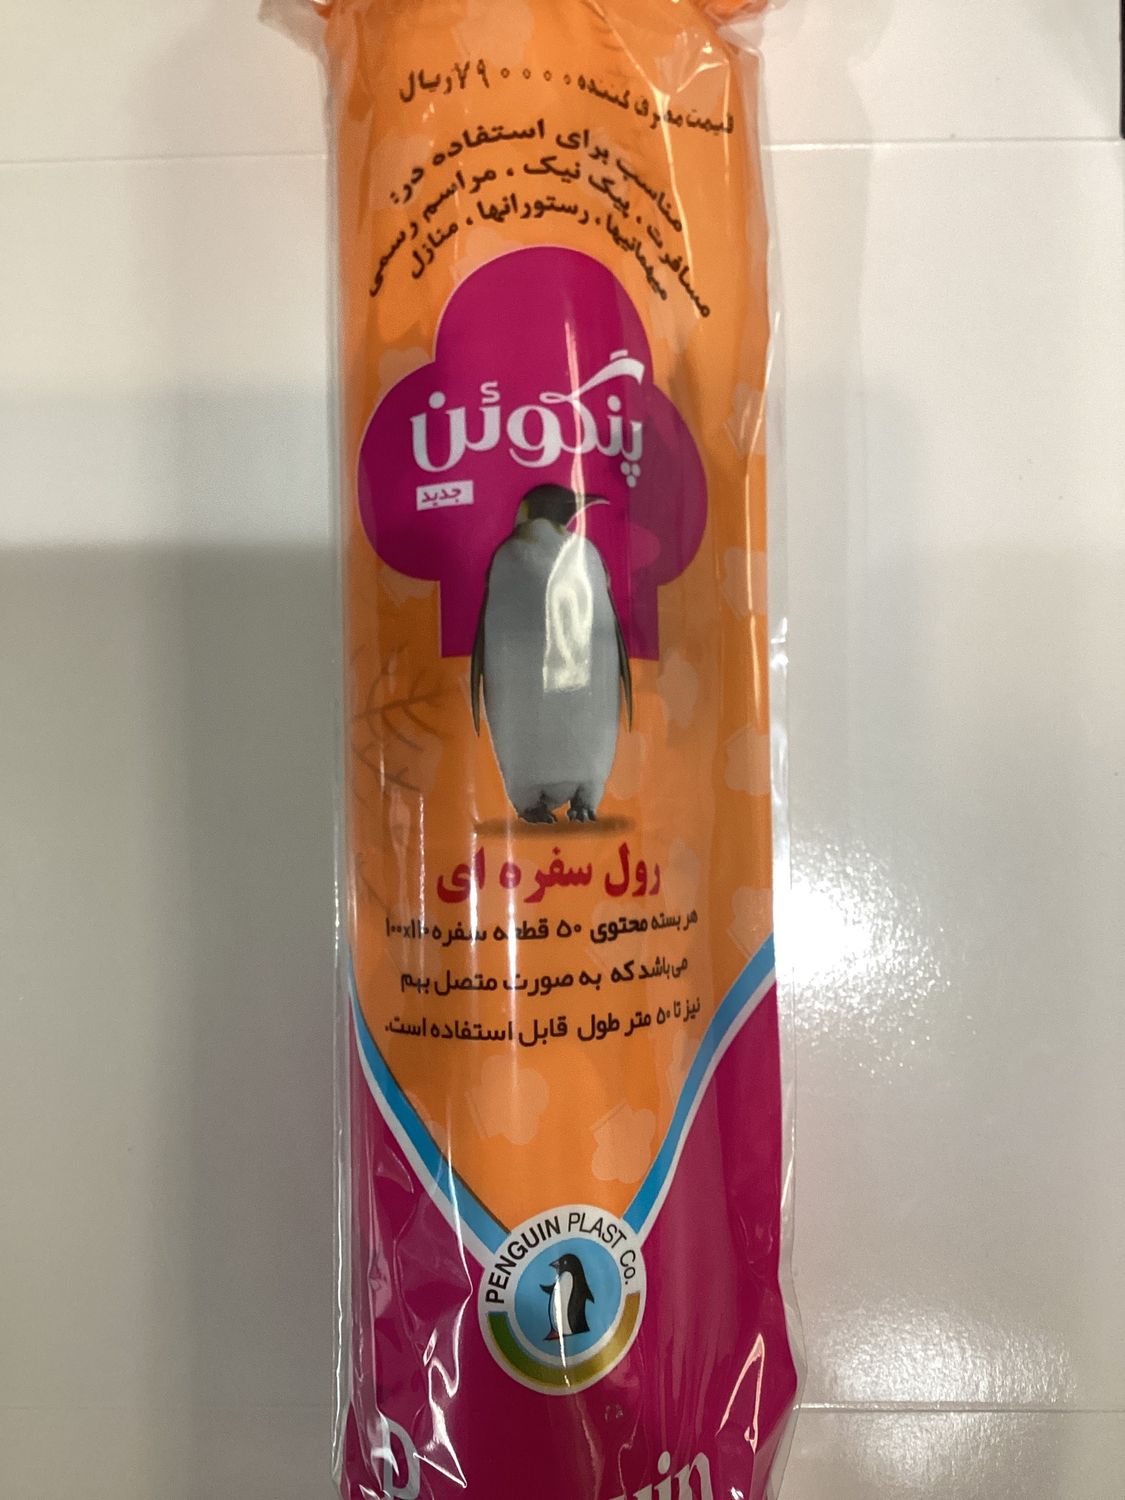 قیمت مصرف کننده ۷۹۰۰۰۰۰ ریال
مناسب برای استفاده در:
مسافرت ، پیک نیک ، مراسم رسمی
میهمانیها، رستورانها ، منازل
پنگوئن
جدید
رول سفره ای
هر بسته محتوی ۵۰ قطعه سفره
می‌باشد که به صورت متصل بهم
نیز تا ۵۰ متر طول قابل استفاده است.
PENGUIN PLAST Co.